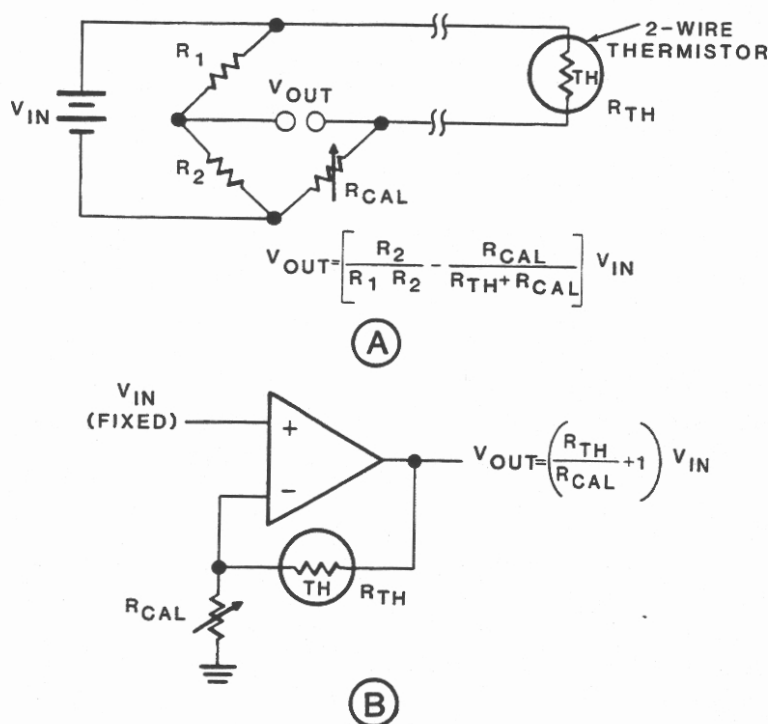 2-WIRE
THERMISTOR
R1
VOUT
TH
VIN
RTH
R2
RCAL
VOUT=[R2/R1 R2 - RCAL/RTH+RCAL] VIN
A
VIN
(FIXED)
+
-
VOUT=(RTH/RCAL +1) VIN
TH
RTH
RCAL
B